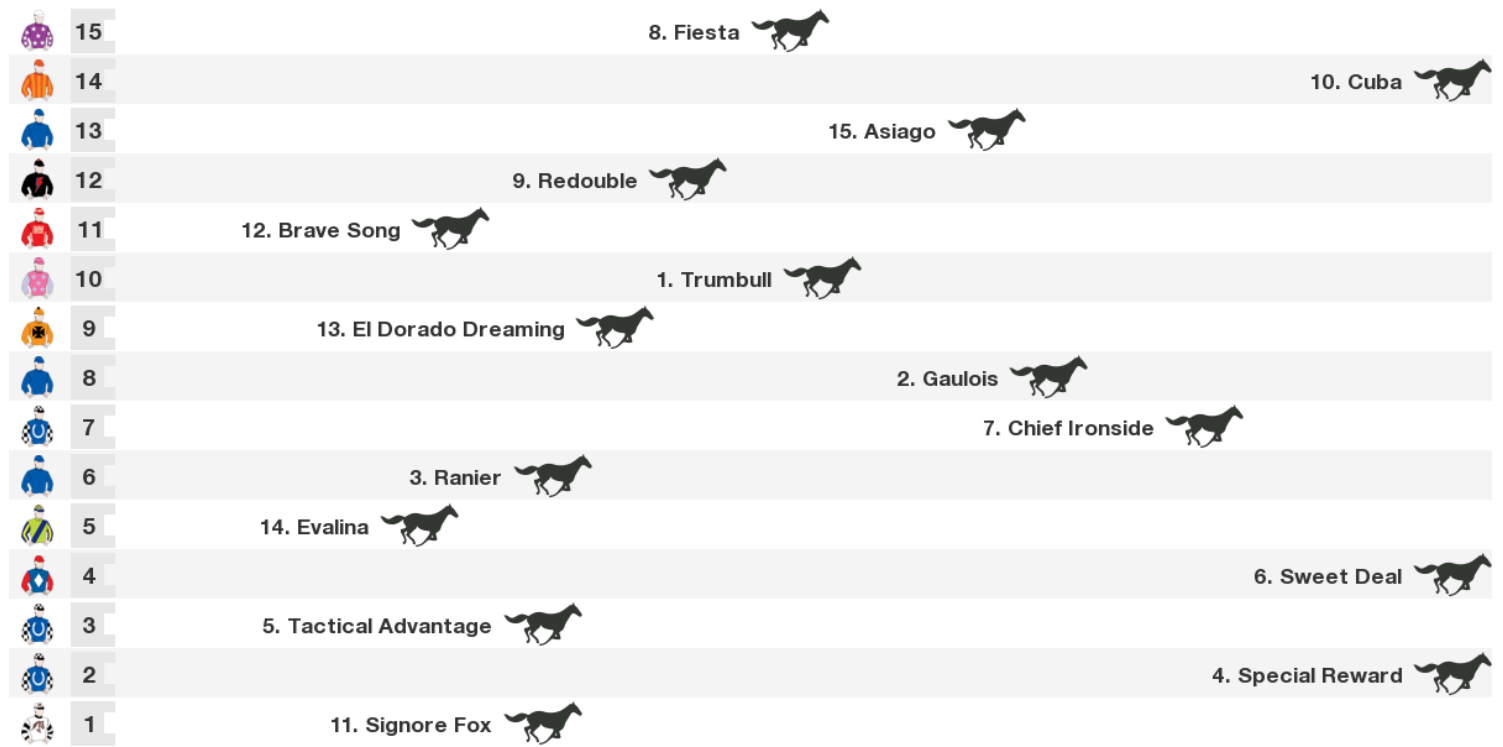 15 8. Fiesta
14 10. Cuba
13 15. Asiago
12 9. Redouble
11 12. Brave Song
10 1. Trumbull
9 13. El Dorado Dreaming
8 2. Gaulois
7 7. Chief Ironside
6 3. Ranier
5 14. Evalina
4 6. Sweet Deal
3 5. Tactical Advantage
2 4. Special Reward
1 11. Signore Fox